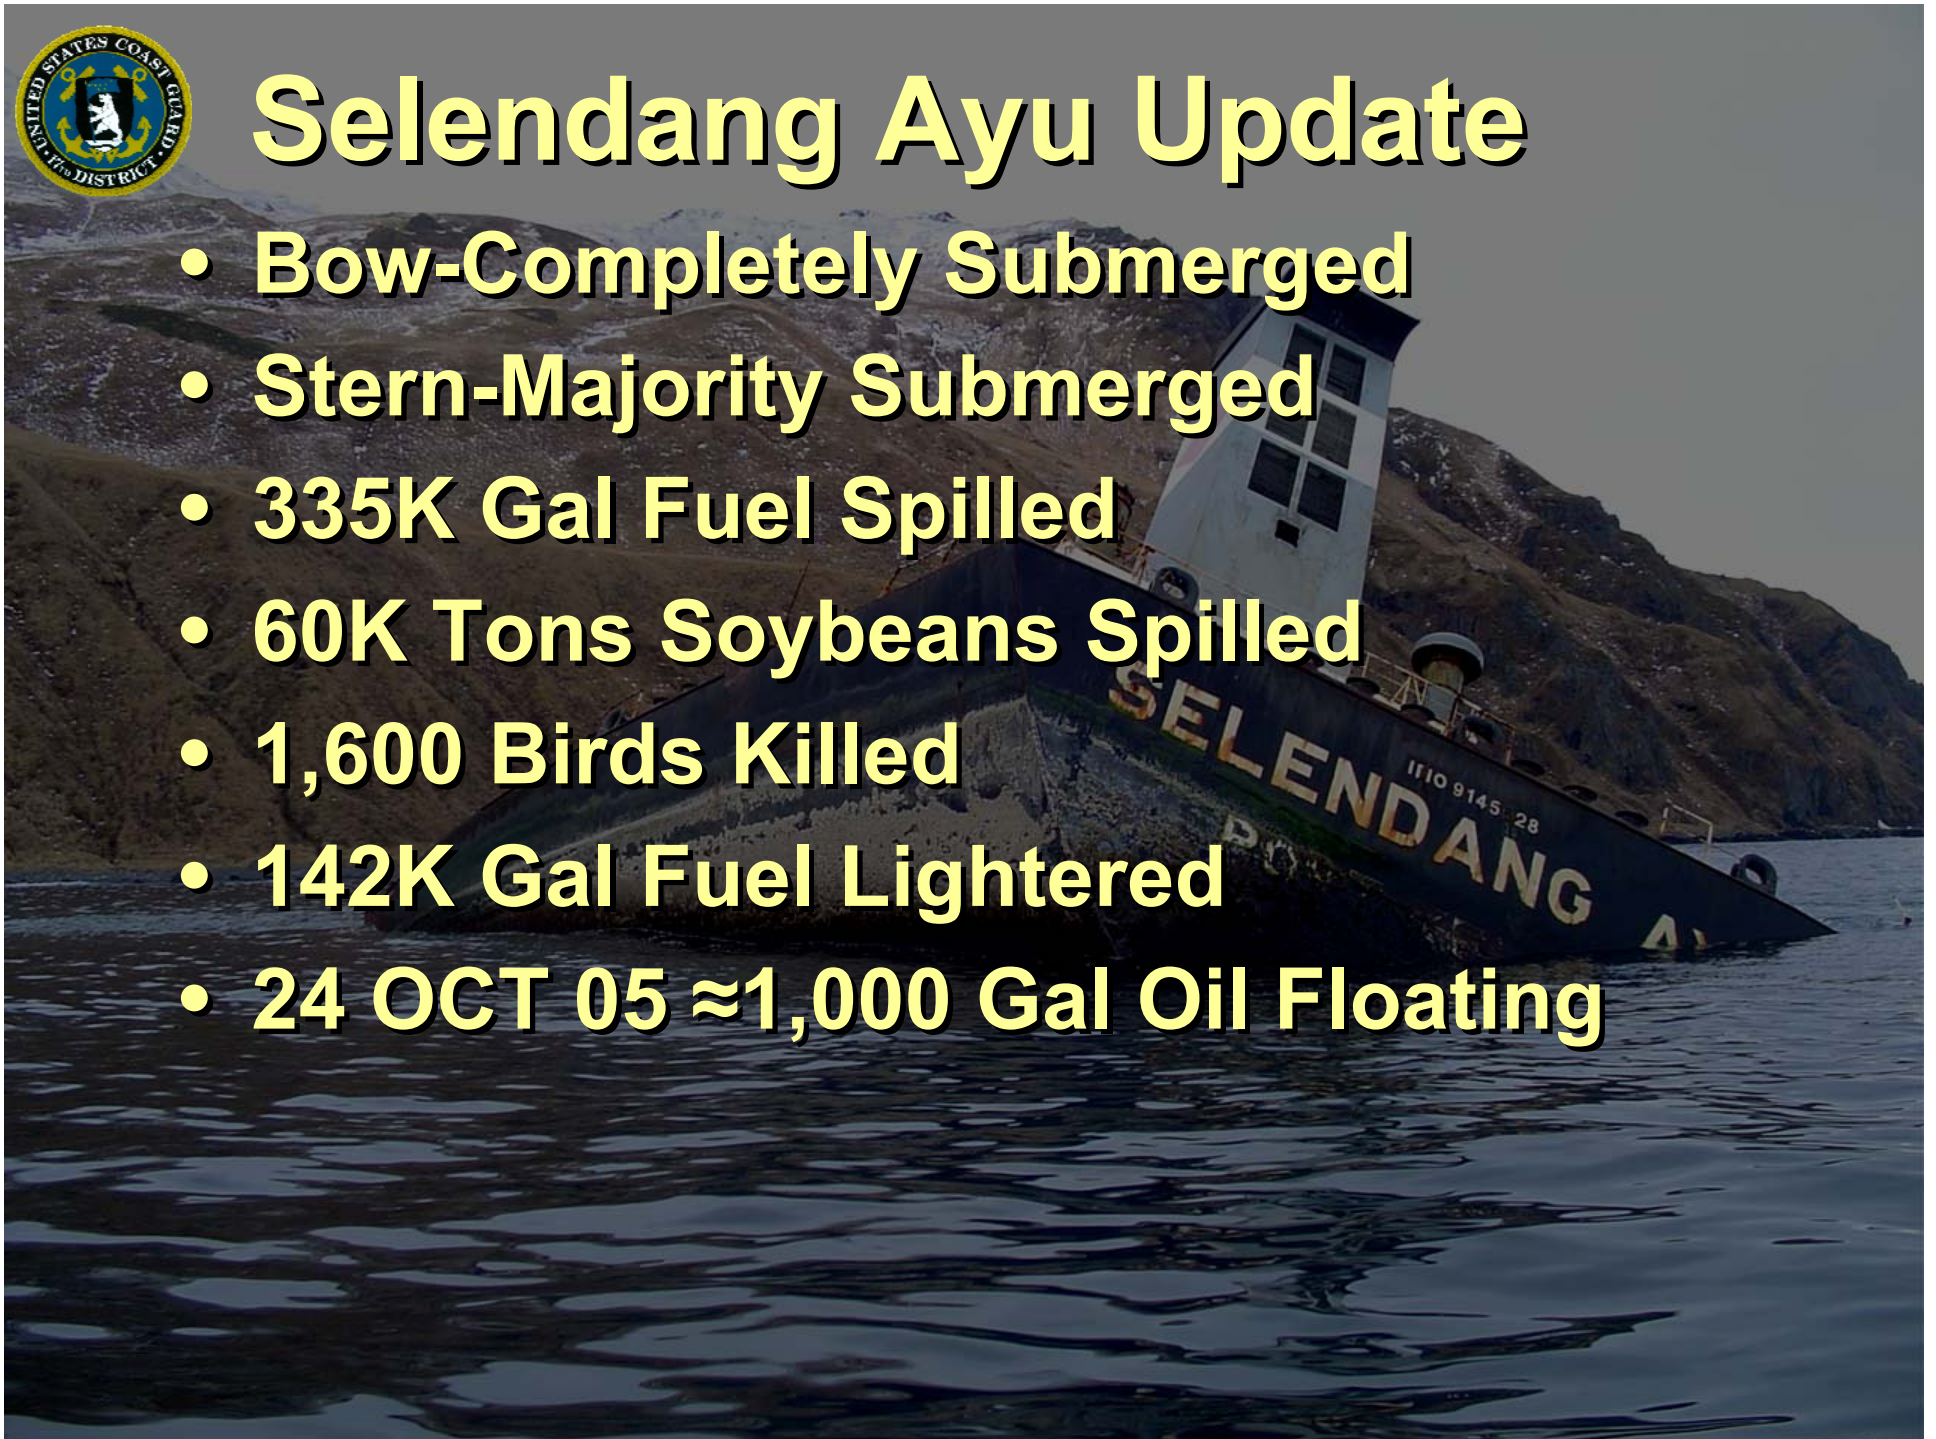 UNITED STATES COAST GUARD
DISTRICT
Selendang Ayu Update
• Bow-Completely Submerged
• Stern-Majority Submerged
• 335K Gal Fuel Spilled
• 60K Tons Soybeans Spilled
• 1,600 Birds Killed
• 142K Gal Fuel Lightered
• 24 OCT 05 ≈1,000 Gal Oil Floating
SELENDANG
IMO 9145
28